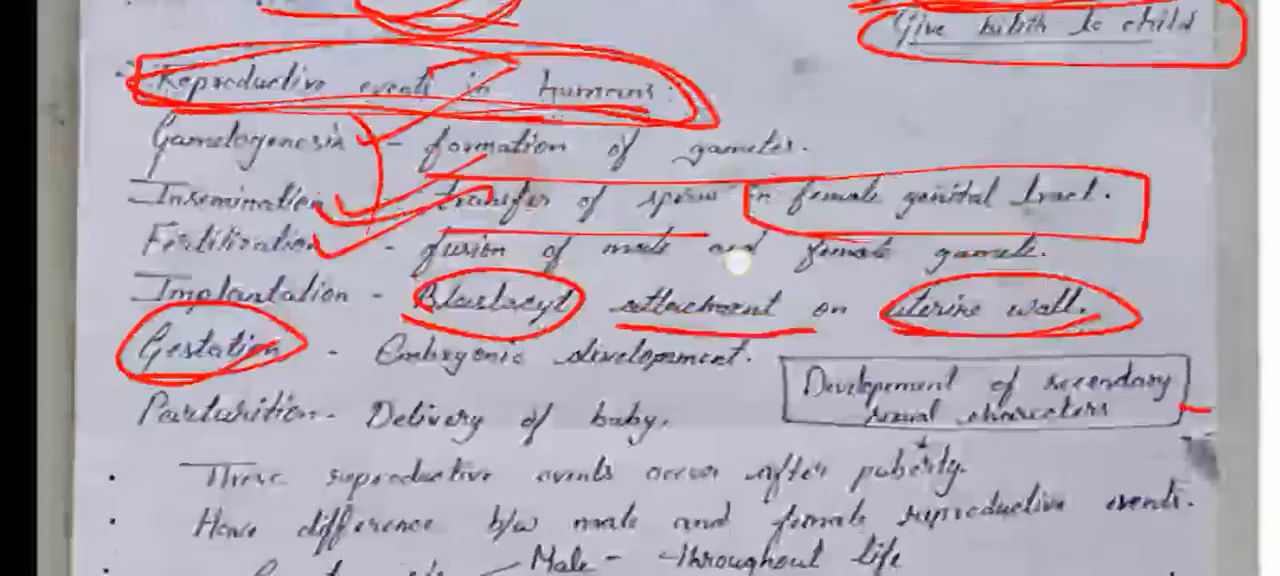 Give bibth to child
Reproductive events in humans:
Gametogenesis - formation of gametes.
Insemination - transfer of sperm in female genital tract.
Fertilization - fusion of male and female gamete.
Implantation - Blastocyt attachment on uterine wall.
Gestation - Embryonic development.
Parturition - Delivery of baby.
Developement of secondary
sexual characters
These reproductive events occur after puberty.
Have difference b/w male and female reproductive events.
Male - Throughout life